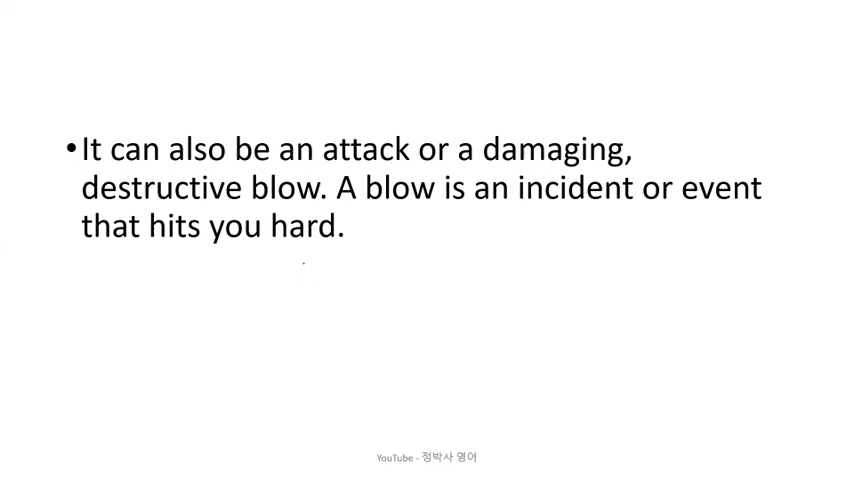 •It can also be an attack or a damaging,
destructive blow. A blow is an incident or event
that hits you hard.
YouTube - 정박사 영어